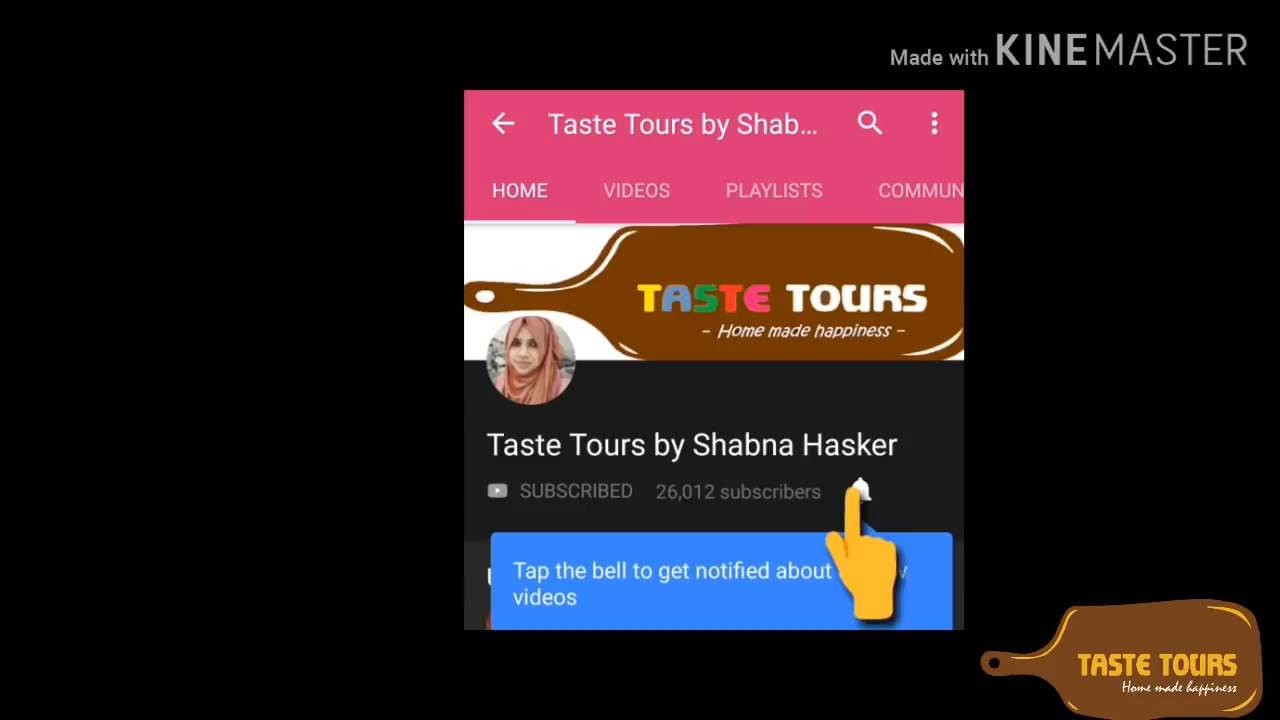 Made with KINEMASTER
Taste Tours by Shab...
HOME VIDEOS PLAYLISTS COMMUN
TASTE TOURS
- Home made happiness -
Taste Tours by Shabna Hasker
SUBSCRIBED 26,012 subscribers
Tap the bell to get notified about
videos
TASTE TOURS
Home made happiness